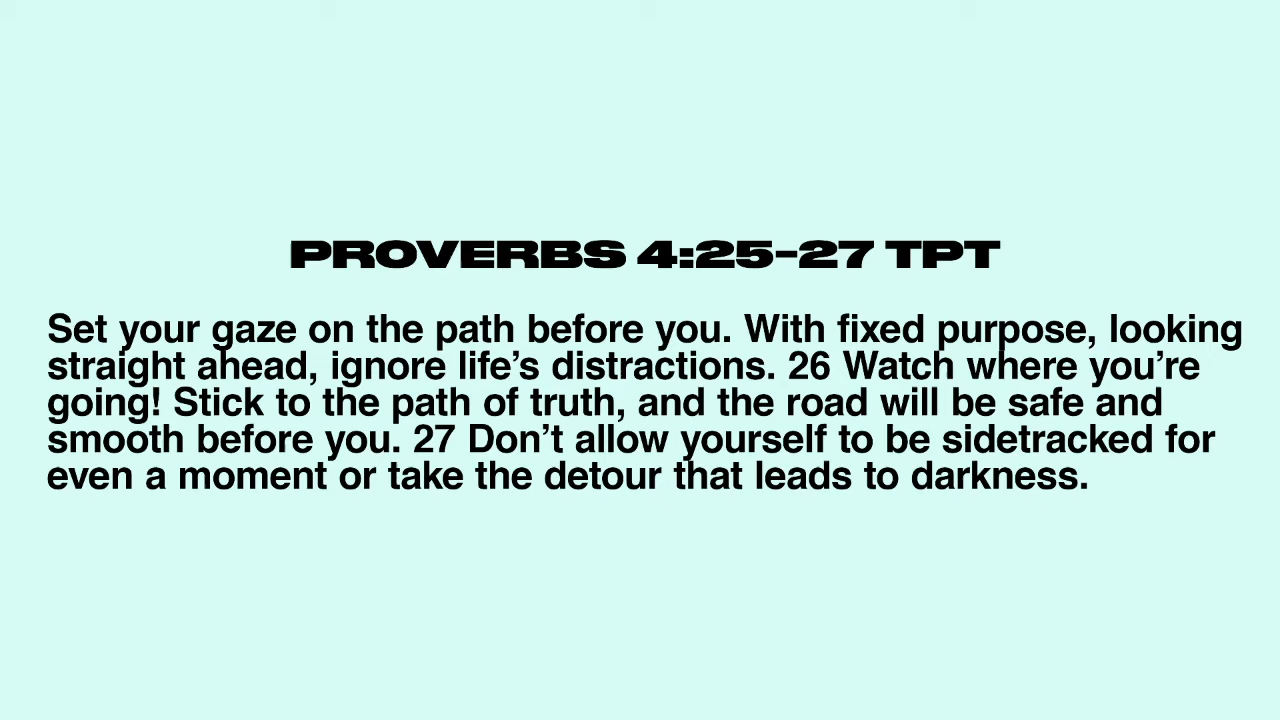 PROVERBS 4:25-27 TPT
Set your gaze on the path before you. With fixed purpose, looking
straight ahead, ignore life’s distractions. 26 Watch where you’re
going! Stick to the path of truth, and the road will be safe and
smooth before you. 27 Don’t allow yourself to be sidetracked for
even a moment or take the detour that leads to darkness.